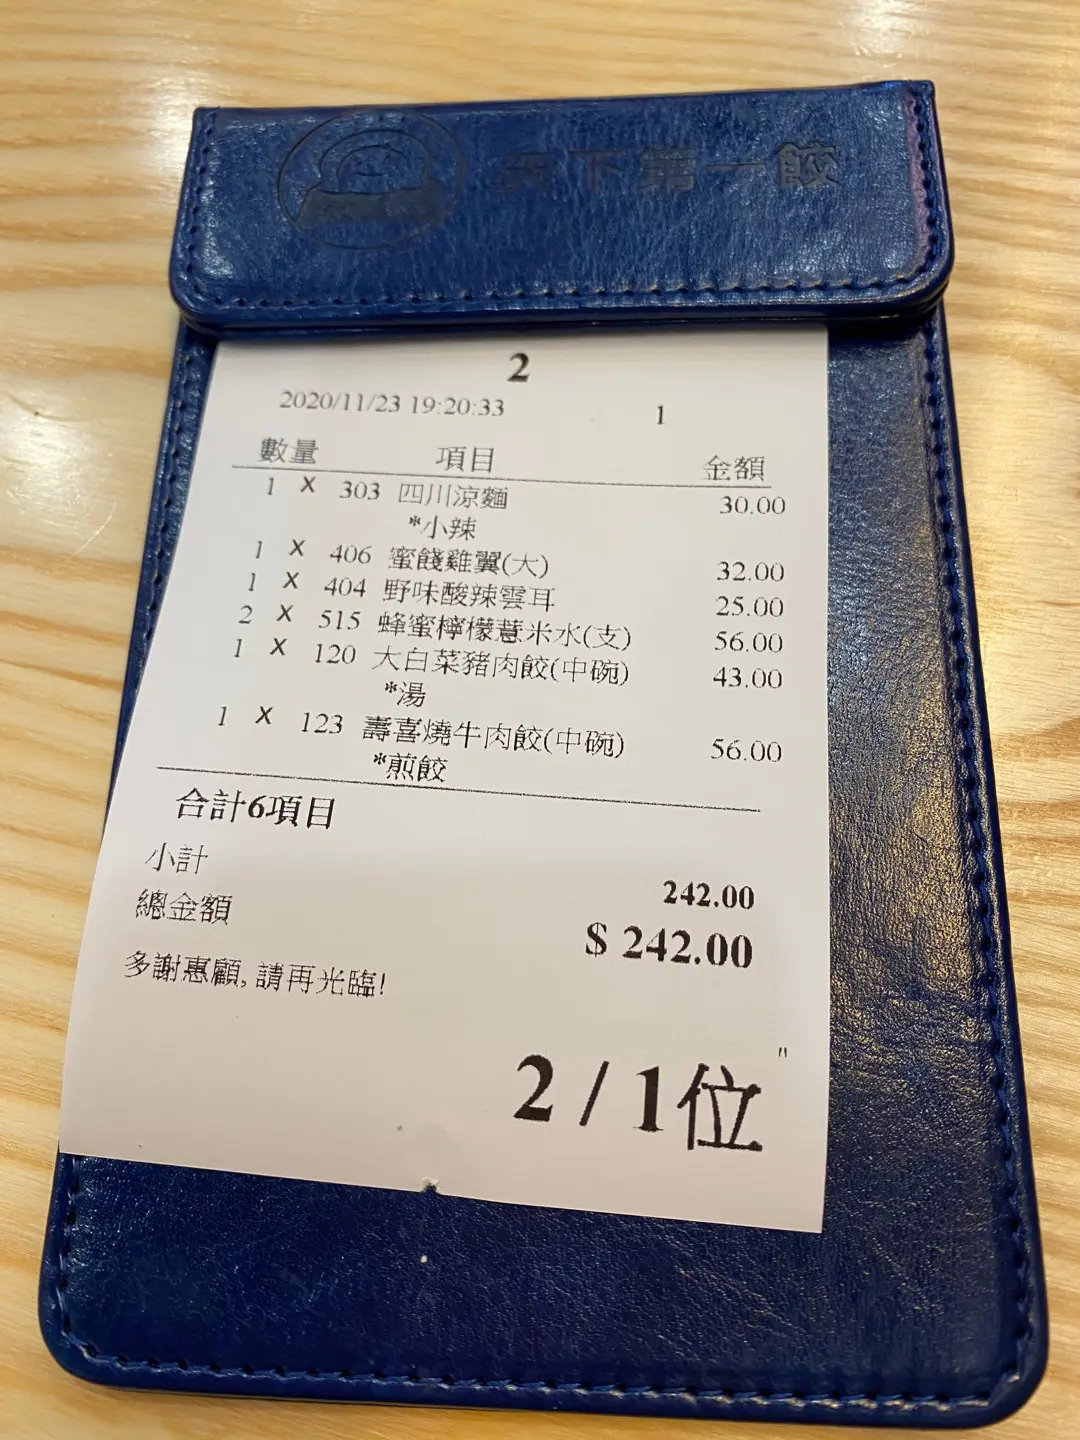 天下第一餃
2
2020/11/23 19:20:33 1
數量 項目 金額
1 X 303 四川涼麵 30.00
*小辣
1 X 406 蜜餞雞翼(大) 32.00
1 X 404 野味酸辣雲耳 25.00
2 X 515 蜂蜜檸檬薏米水(支) 56.00
1 X 120 大白菜豬肉餃(中碗) 43.00
*湯
1 X 123 壽喜燒牛肉餃(中碗) 56.00
*煎餃
合計6項目
小計 242.00
總金額 $ 242.00
多謝惠顧, 請再光臨!
"
2 / 1位